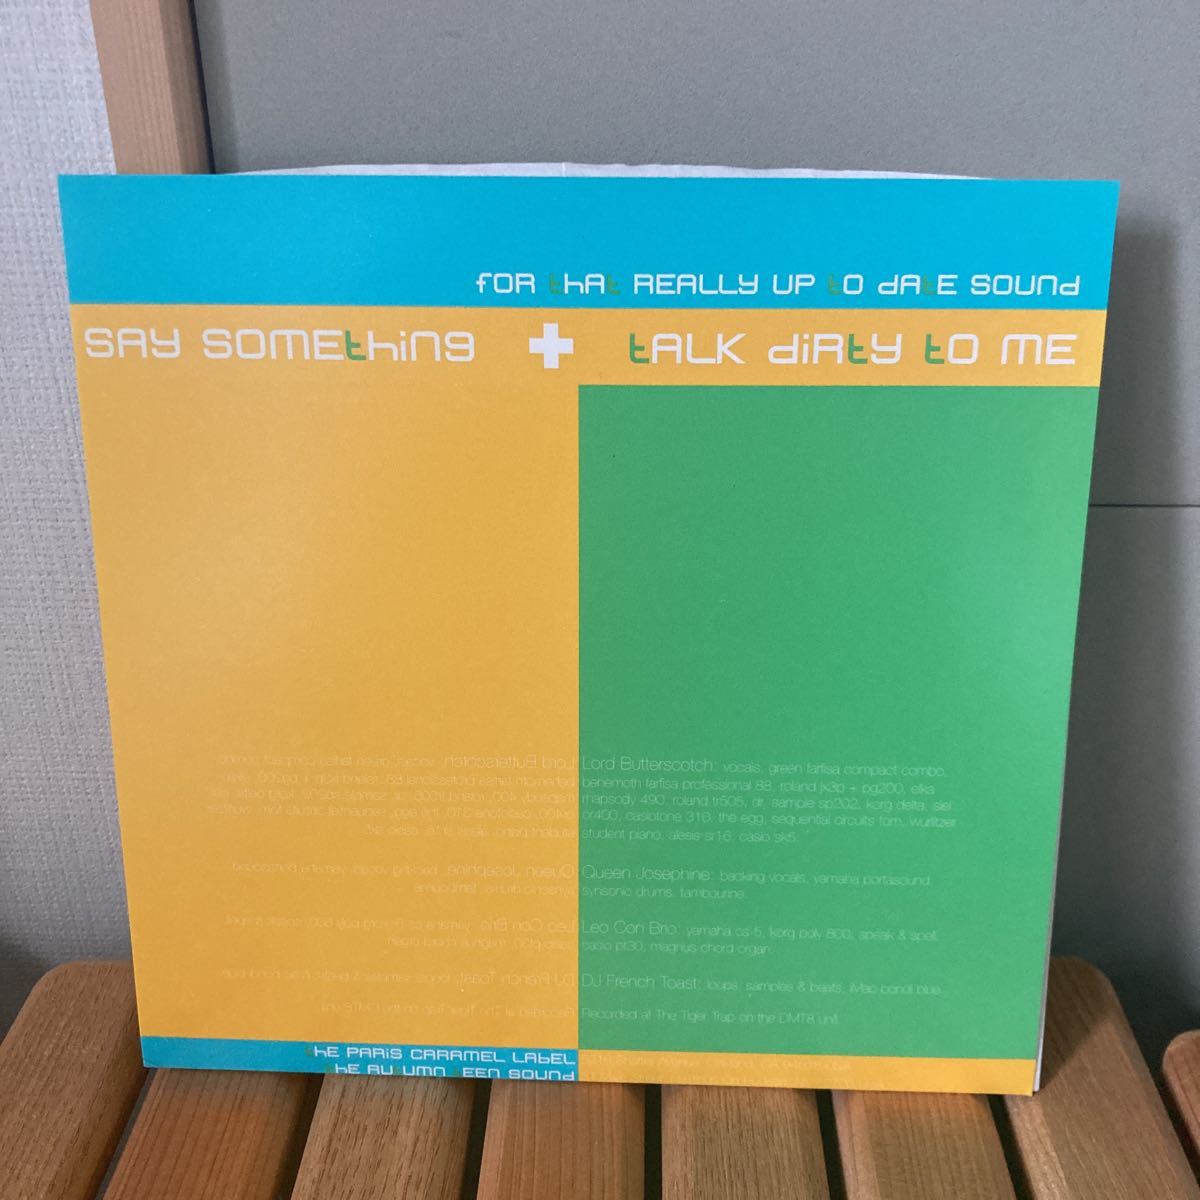 for that REALLY UP to dAtE sound
SAY SOMEthing + tALK diRty to ME
Lord Butterscotch: vocals, green farfisa compact combo,
behemoth farfisa professional 88, roland jx3p + pg200, elka
rhapsody 490, roland tr505, dr. sample sp202, korg delta, siel
or400, casiotone 310, the egg, sequential circuits tom, wurlitzer
student piano, alesis sr16, casio sk5.
Queen Josephine: backing vocals, yamaha portasound,
synsonic drums, tambourine.
Leo Con Brio: yamaha cs-5, korg poly 800, speak & spell,
casio pt30, magnus chord organ.
DJ French Toast: loops, samples & beats, iMac bondi blue.
Recorded at The Tiger Trap on the DMT8 unit.
the PARis CARAMEL LAbEL
the AUtumn tEEN sound